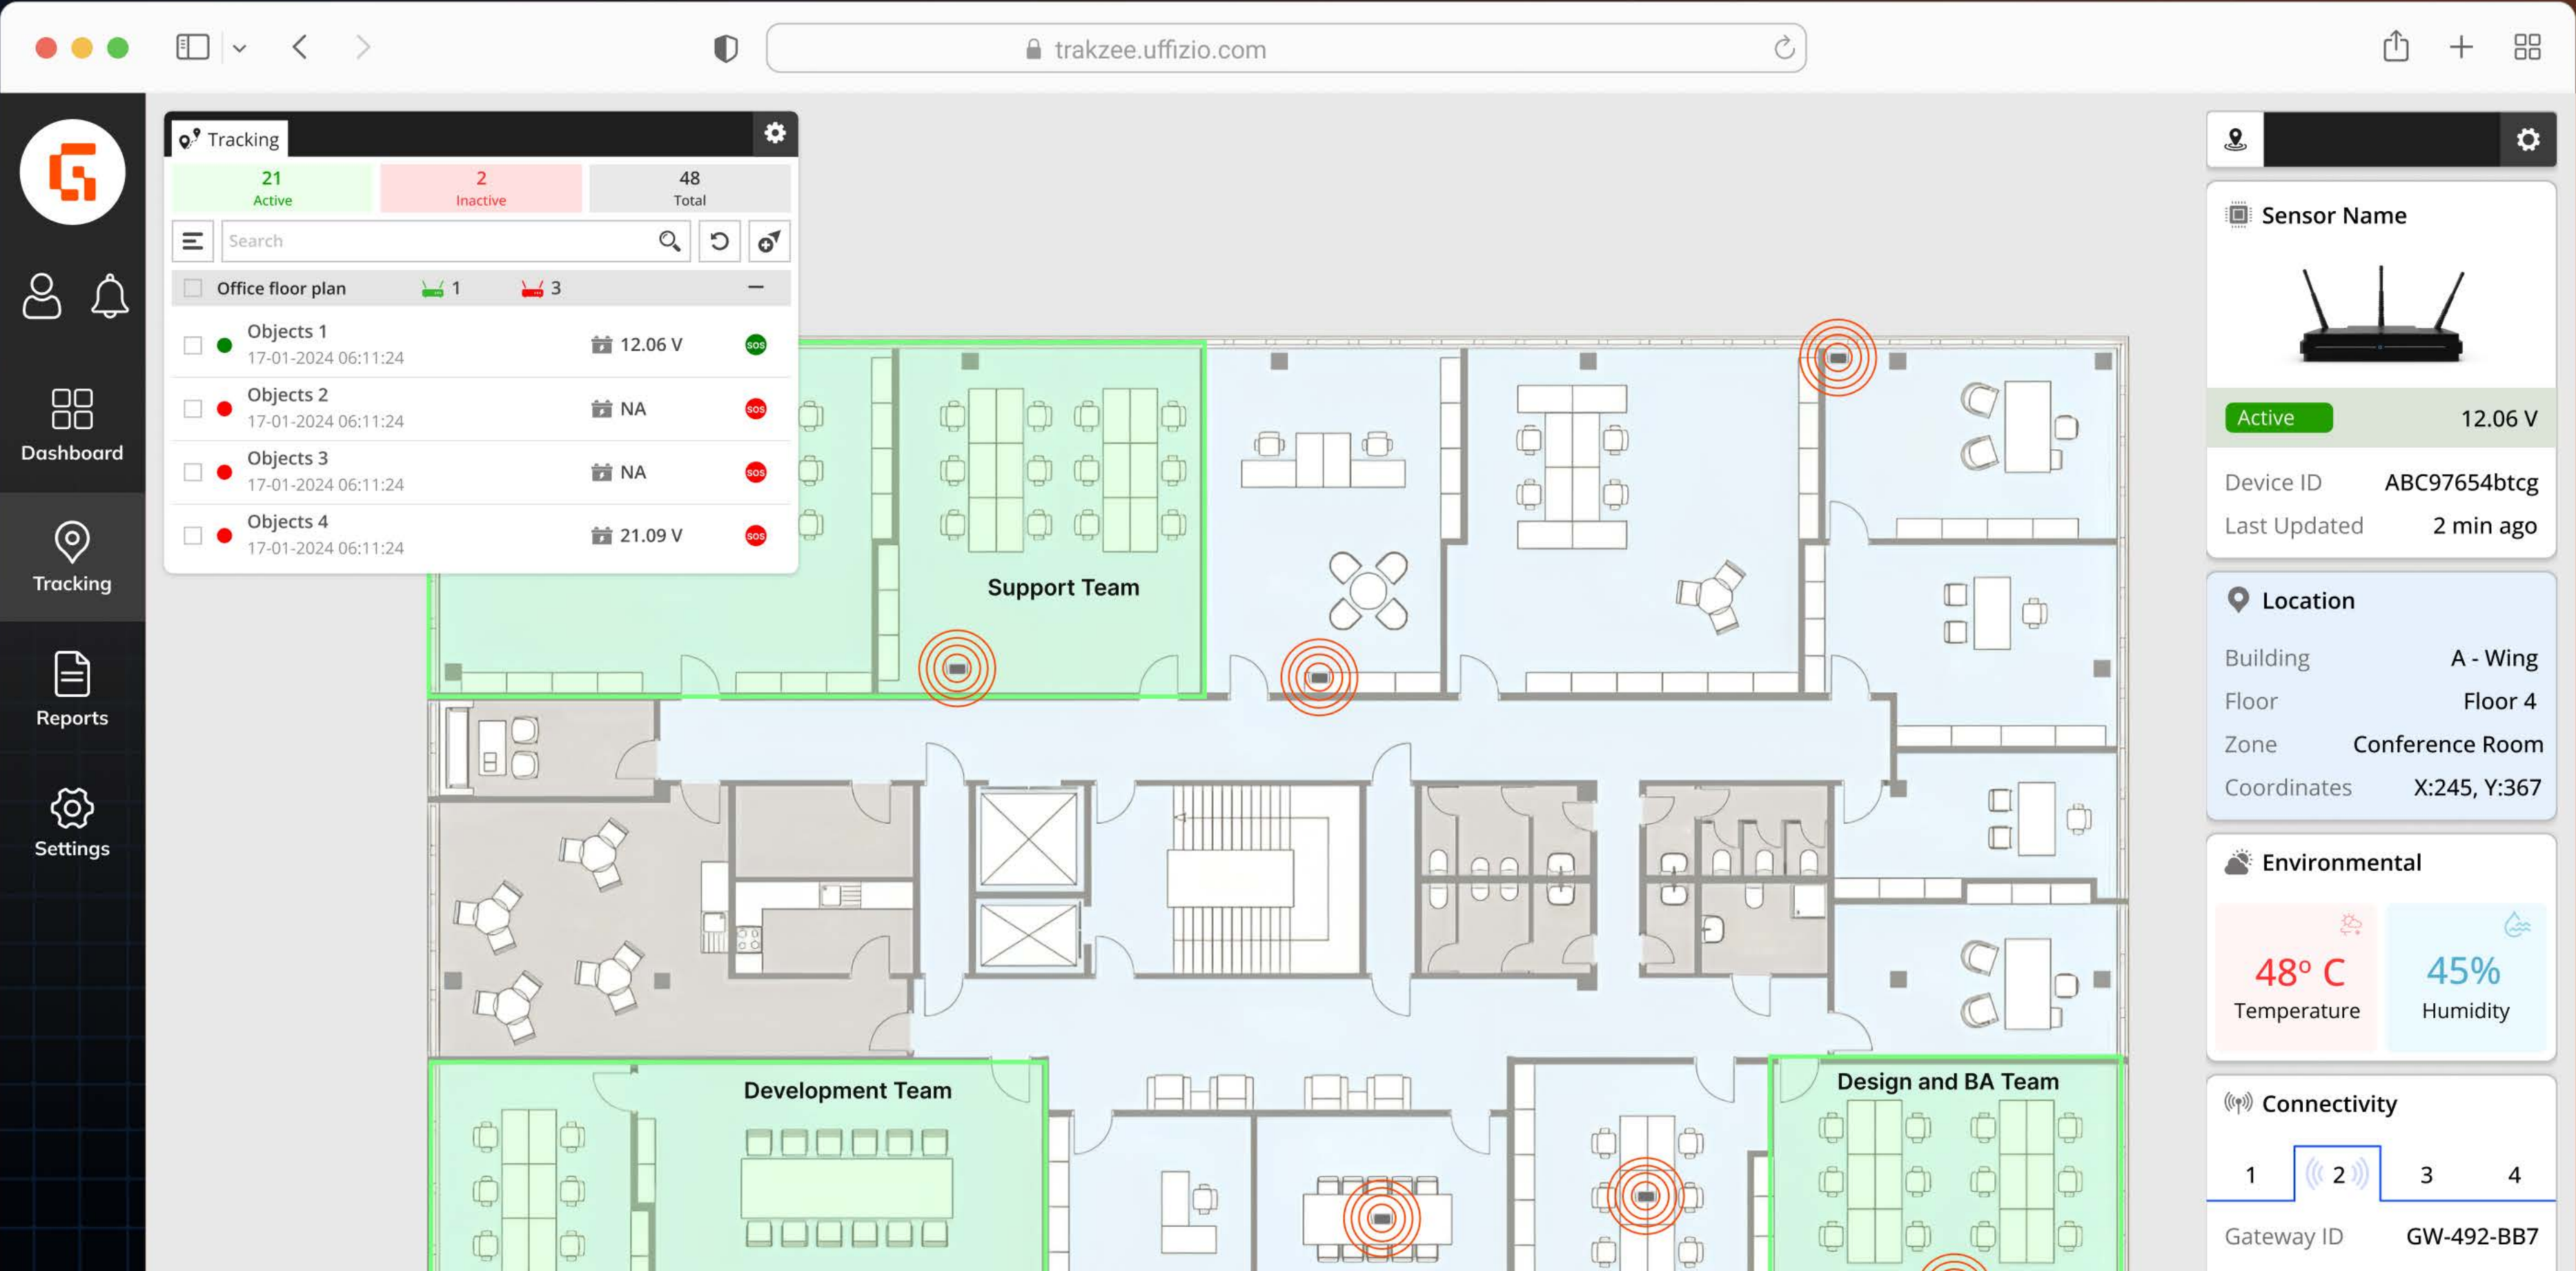 trakzee.uffizio.com
Dashboard
Tracking
Reports
Settings
Tracking
21
Active
2
Inactive
48
Total
Search
Office floor plan 1 3
Objects 1
17-01-2024 06:11:24
12.06 V
SOS
Objects 2
17-01-2024 06:11:24
NA
SOS
Objects 3
17-01-2024 06:11:24
NA
SOS
Objects 4
17-01-2024 06:11:24
21.09 V
SOS
Support Team
Development Team
Design and BA Team
Sensor Name
Active 12.06 V
Device ID ABC97654btcg
Last Updated 2 min ago
Location
Building A - Wing
Floor Floor 4
Zone Conference Room
Coordinates X:245, Y:367
Environmental
48º C
Temperature
45%
Humidity
Connectivity
1 2 3 4
Gateway ID GW-492-BB7